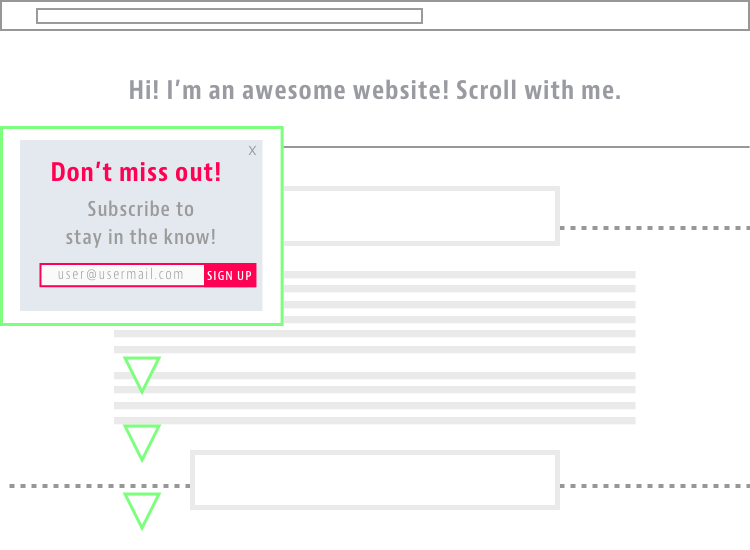 Hi! I'm an awesome website! Scroll with me.
X
Don't miss out!
Subscribe to
stay in the know!
user@usermail.com SIGN UP